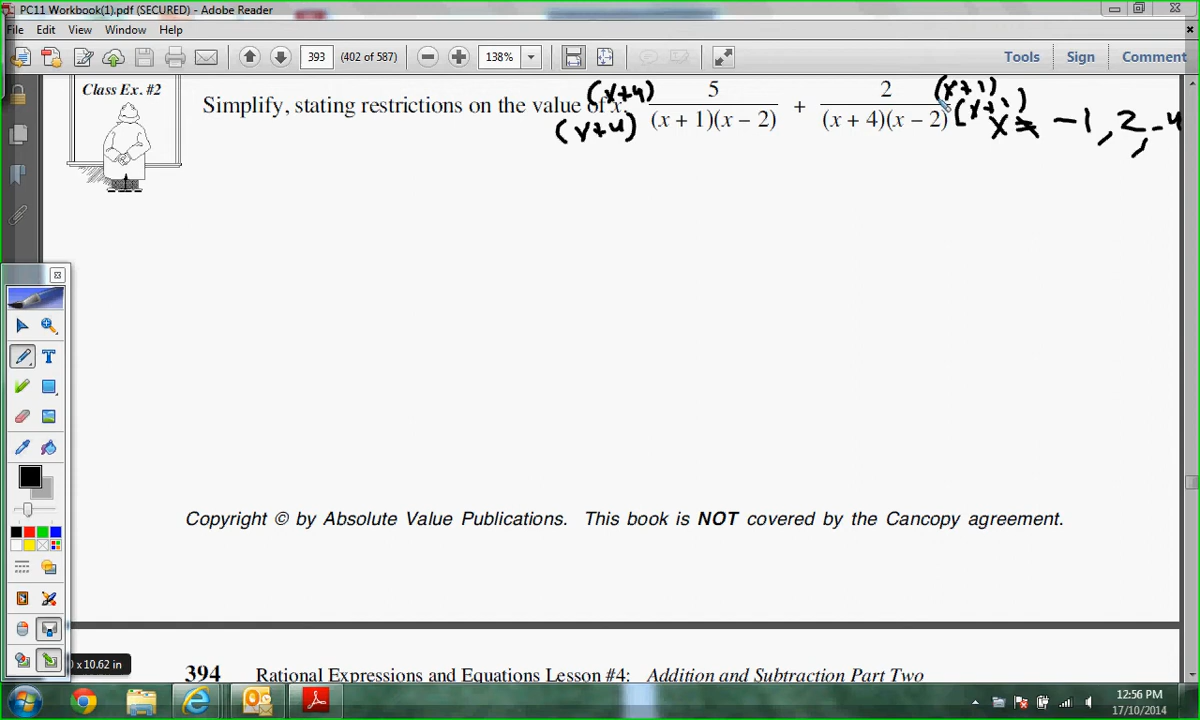 PC11 Workbook(1).pdf (SECURED) - Adobe Reader
File Edit View Window Help
393 (402 of 587) 138% Tools Sign Comment
Class Ex. #2
Simplify, stating restrictions on the value of x.
(x+4) 5 + 2 (x+1)
(x+4) (x + 1)(x − 2) (x + 4)(x − 2) (x+1)
x ≠ -1, 2, -4
Copyright © by Absolute Value Publications. This book is NOT covered by the Cancopy agreement.
0 x 10.62 in
394 Rational Expressions and Equations Lesson #4: Addition and Subtraction Part Two
12:56 PM
17/10/2014